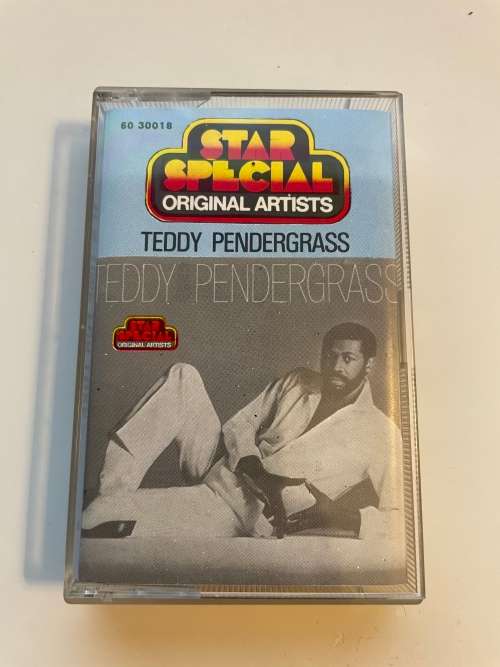 60 30018
STAR
SPECIAL
ORIGINAL ARTISTS
TEDDY PENDERGRASS
TEDDY PENDERGRASS
STAR
SPECIAL
ORIGINAL ARTISTS